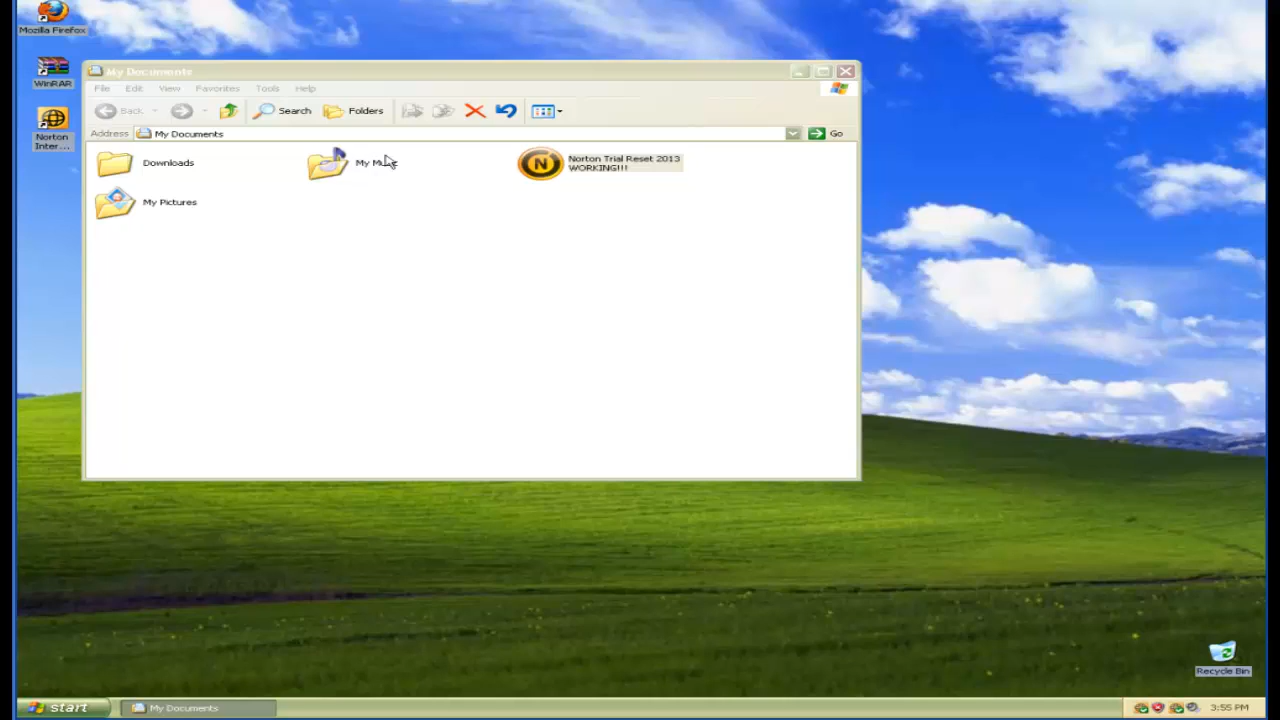 Mozilla Firefox
WinRAR
Norton
Inter....
My Documents
File Edit View Favorites Tools Help
Back Search Folders
Address My Documents Go
Downloads
My
Norton Trial Reset 2013
WORKING!!!
My Pictures
N
Recycle Bin
start My Documents 3:55 PM